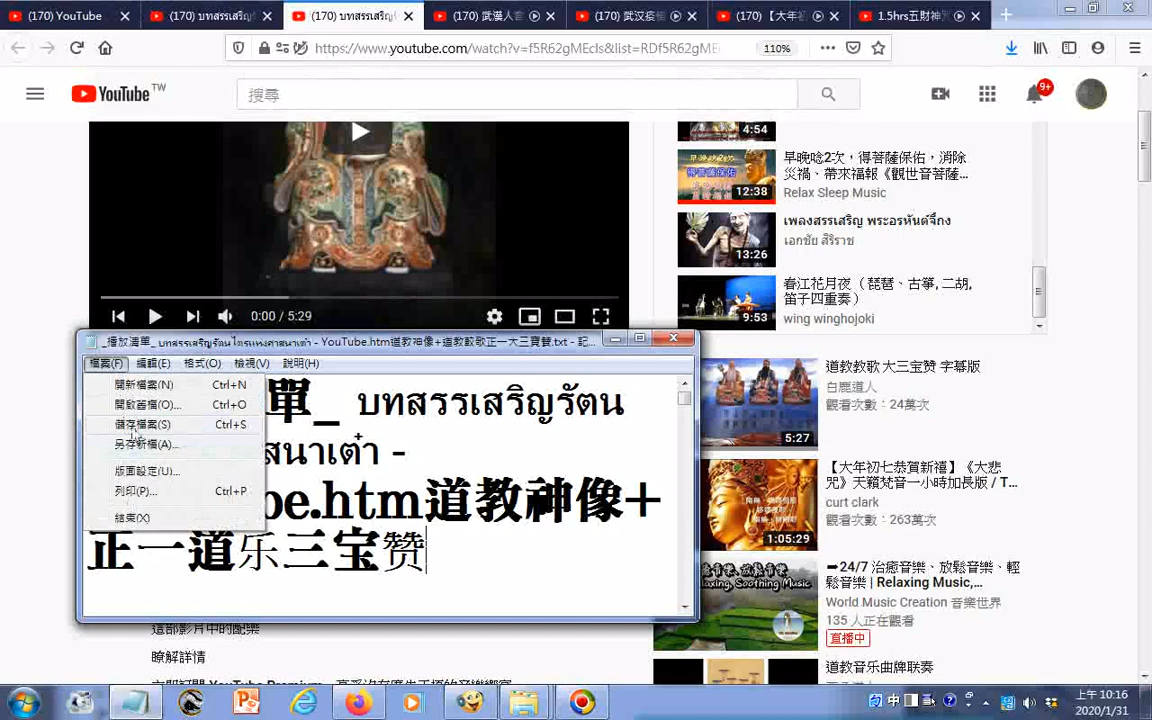 (170) YouTube
(170) บทสรรเสริญ
(170) บทสรรเสริญ
(170) 武漢人
(170) 武汉疫
(170) 【大年
1.5hrs五財神
https://www.youtube.com/watch?v=f5R62gMEcIs&list=RDf5R62gME
110%
YouTube TW
搜尋
9+
4:54
早晚唸2次，得菩薩保佑，消除
災禍、帶來福報《觀世音菩薩...
Relax Sleep Music
12:38
เพลงสรรเสริญ พระอรหันต์จี้กง
เอกชัย สิริราช
13:26
春江花月夜（琵琶、古箏, 二胡,
笛子四重奏）
wing winghojoki
9:53
0:00 / 5:29
_播放清單_ บทสรรเสริญรัตนไตรแห่งศาสนาเต๋า - YouTube.htm道教神像+道教教歌正一大三寶贊.txt - 記...
檔案(F) 編輯(E) 格式(O) 檢視(V) 說明(H)
開新檔案(N) Ctrl+N
開啟舊檔(O)... Ctrl+O
儲存檔案(S) Ctrl+S
另存新檔(A)...
版面設定(U)...
列印(P)... Ctrl+P
結束(X)
單_ บทสรรเสริญรัตน
สนาเต๋า -
be.htm道教神像+
正一道乐三宝赞
道教教歌 大三宝贊 字幕版
白鹿道人
觀看次數：24萬次
5:27
【大年初七恭賀新禧】《大悲
咒》天籟梵音一小時加長版 / T...
curt clark
觀看次數：263萬次
1:05:29
➡24/7 治癒音樂、放鬆音樂、輕
鬆音樂 | Relaxing Music,...
World Music Creation 音樂世界
135 人正在觀看
直播中
Relaxing, Soothing Music
道教音乐曲牌联奏
這部影片中的配樂
瞭解詳情
中
上午 10:16
2020/1/31